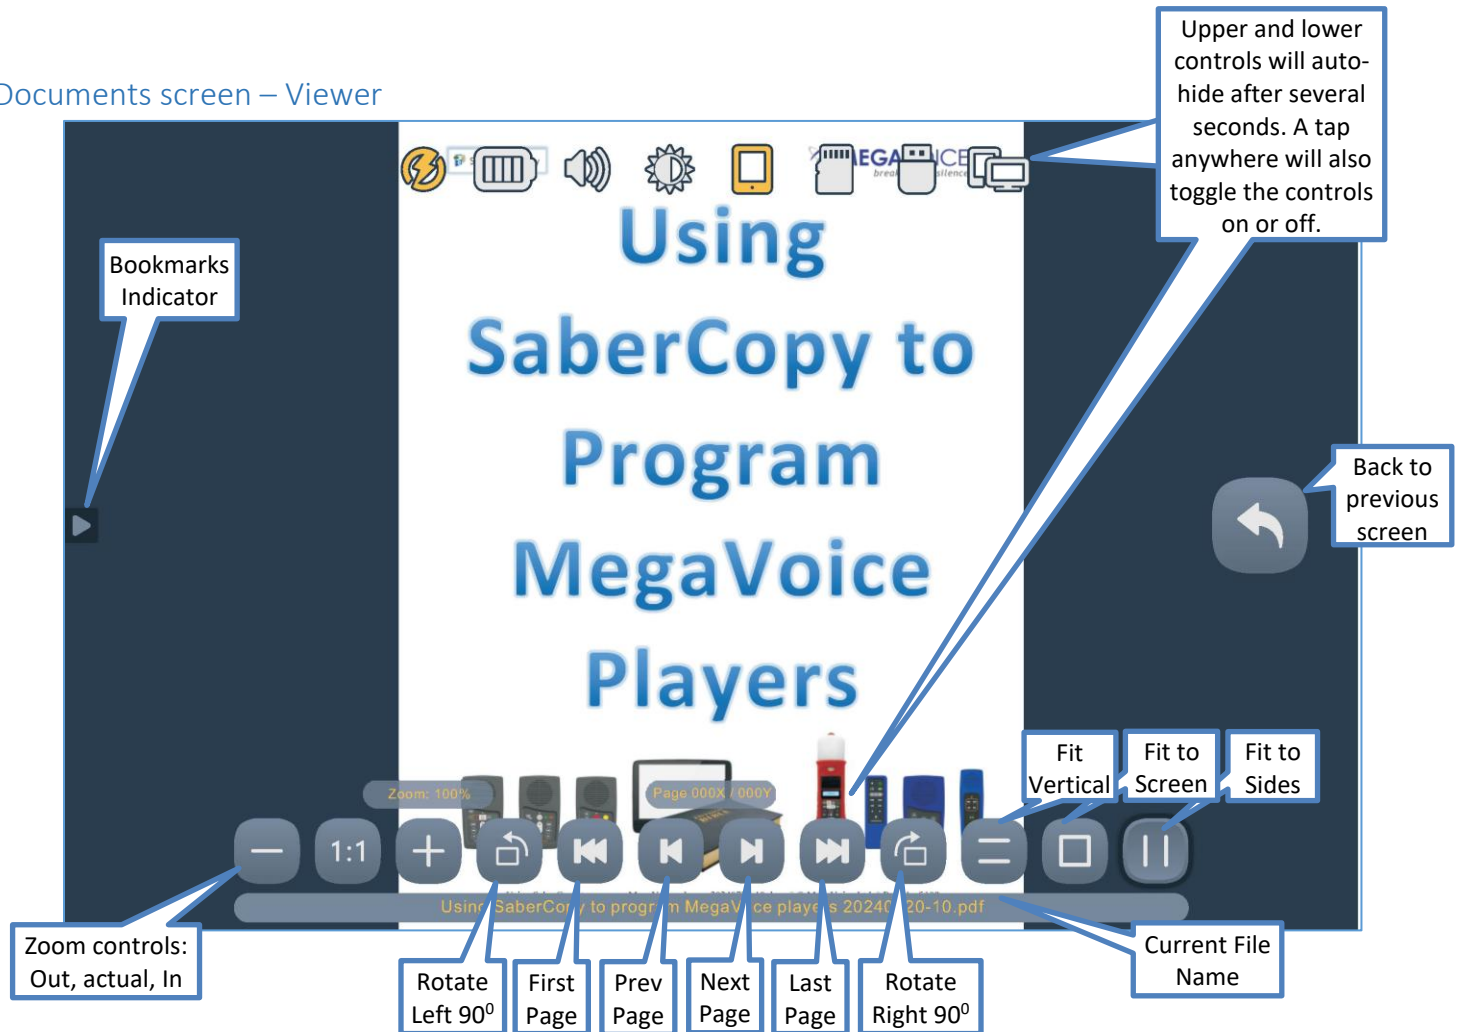 Documents screen – Viewer
Upper and lower
controls will auto-
hide after several
seconds. A tap
anywhere will also
toggle the controls
on or off.
Using
SaberCopy to
Program
MegaVoice
Players
Bookmarks
Indicator
Back to
previous
screen
Fit
Vertical
Fit to
Screen
Fit to
Sides
Zoom: 100%
Page 000X / 000Y
1:1
Zoom controls:
Out, actual, In
Rotate
Left 90⁰
First
Page
Prev
Page
Next
Page
Last
Page
Rotate
Right 90⁰
Current File
Name